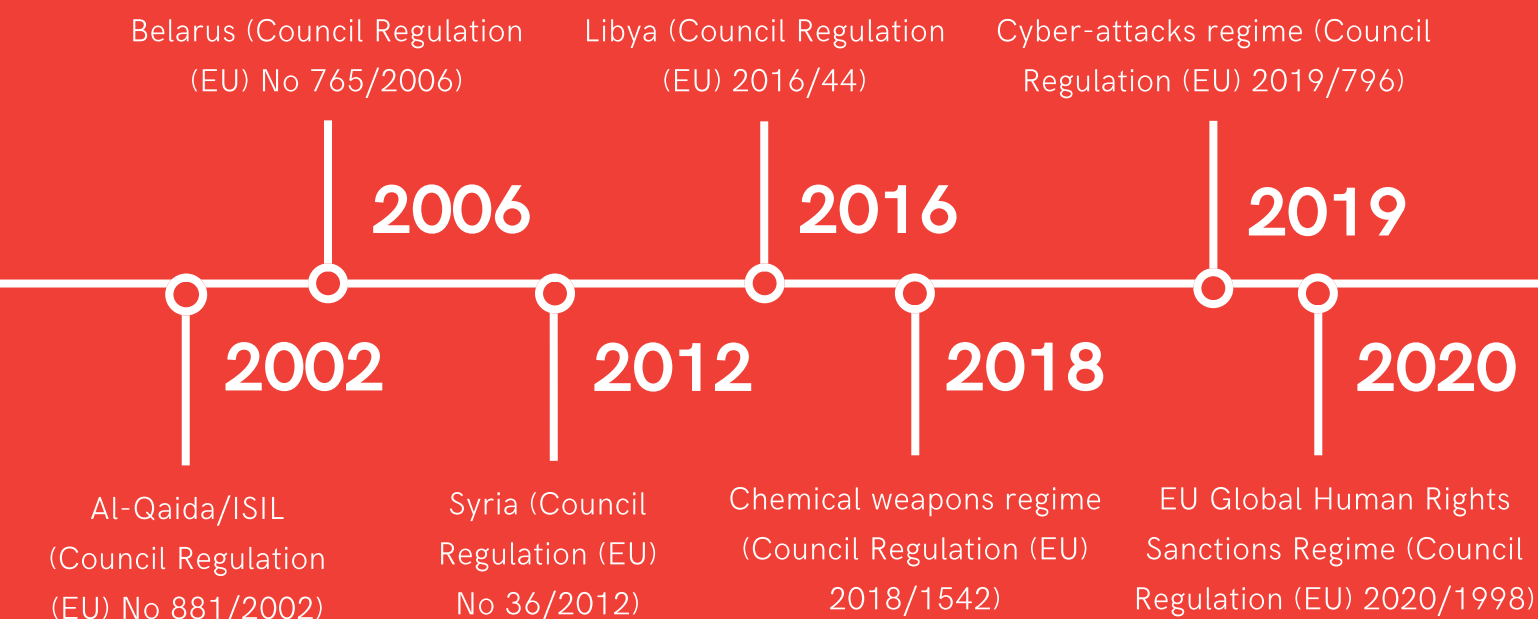 Belarus (Council Regulation
(EU) No 765/2006)
Libya (Council Regulation
(EU) 2016/44)
Cyber-attacks regime (Council
Regulation (EU) 2019/796)
2006
2016
2019
2002
2012
2018
2020
Al-Qaida/ISIL
(Council Regulation
(EU) No 881/2002)
Syria (Council
Regulation (EU)
No 36/2012)
Chemical weapons regime
(Council Regulation (EU)
2018/1542)
EU Global Human Rights
Sanctions Regime (Council
Regulation (EU) 2020/1998)